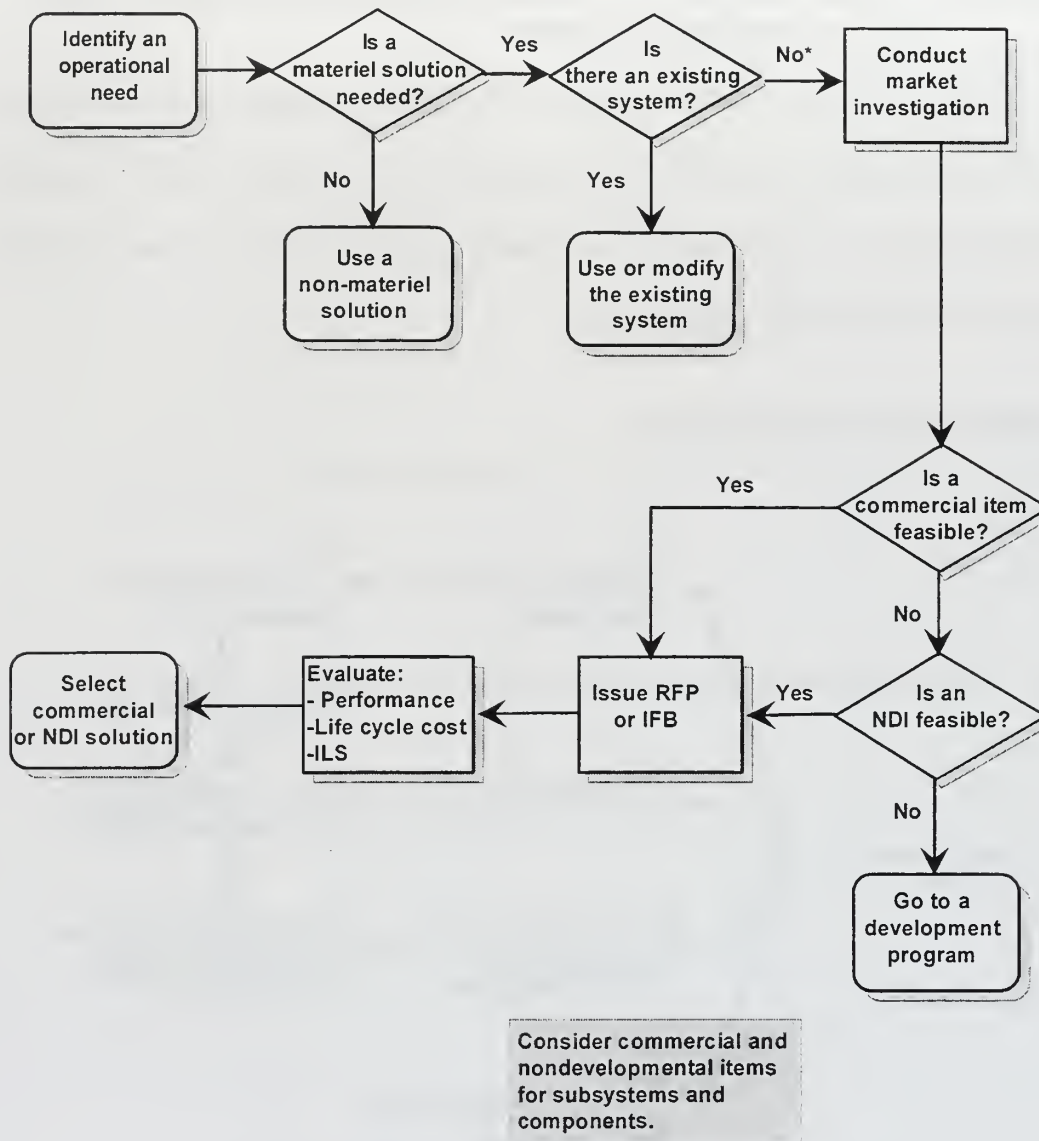 Identify an
operational
need
Is a
materiel solution
needed?
Yes
Is
there an existing
system?
No*
Conduct
market
investigation
No
Use a
non-materiel
solution
Yes
Use or modify
the existing
system
Is a
commercial item
feasible?
Yes
No
Is an
NDI feasible?
Yes
Issue RFP
or IFB
Evaluate:
- Performance
-Life cycle cost
-ILS
Select
commercial
or NDI solution
No
Go to a
development
program
Consider commercial and
nondevelopmental items
for subsystems and
components.